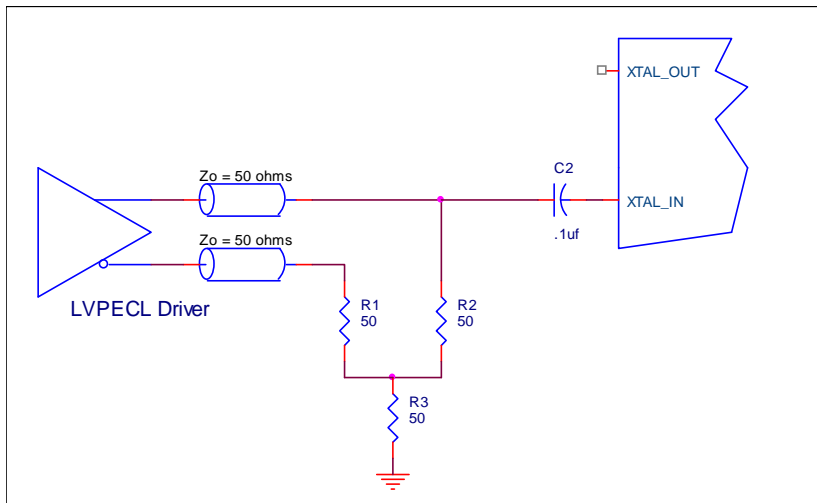 XTAL_OUT
C2
Zo = 50 ohms
XTAL_IN
.1uf
Zo = 50 ohms
LVPECL Driver
R1
50
R2
50
R3
50